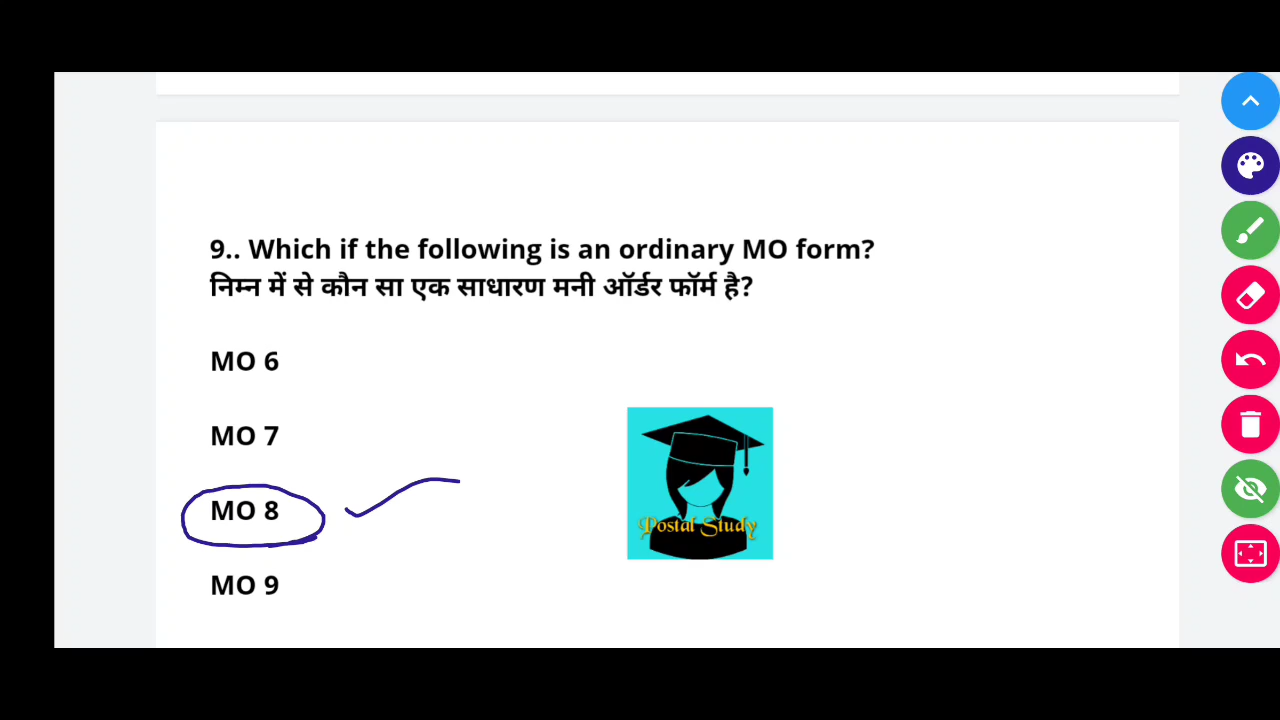 9.. Which if the following is an ordinary MO form?
निम्न में से कौन सा एक साधारण मनी ऑर्डर फॉर्म है?
MO 6
MO 7
MO 8
MO 9
Postal Study